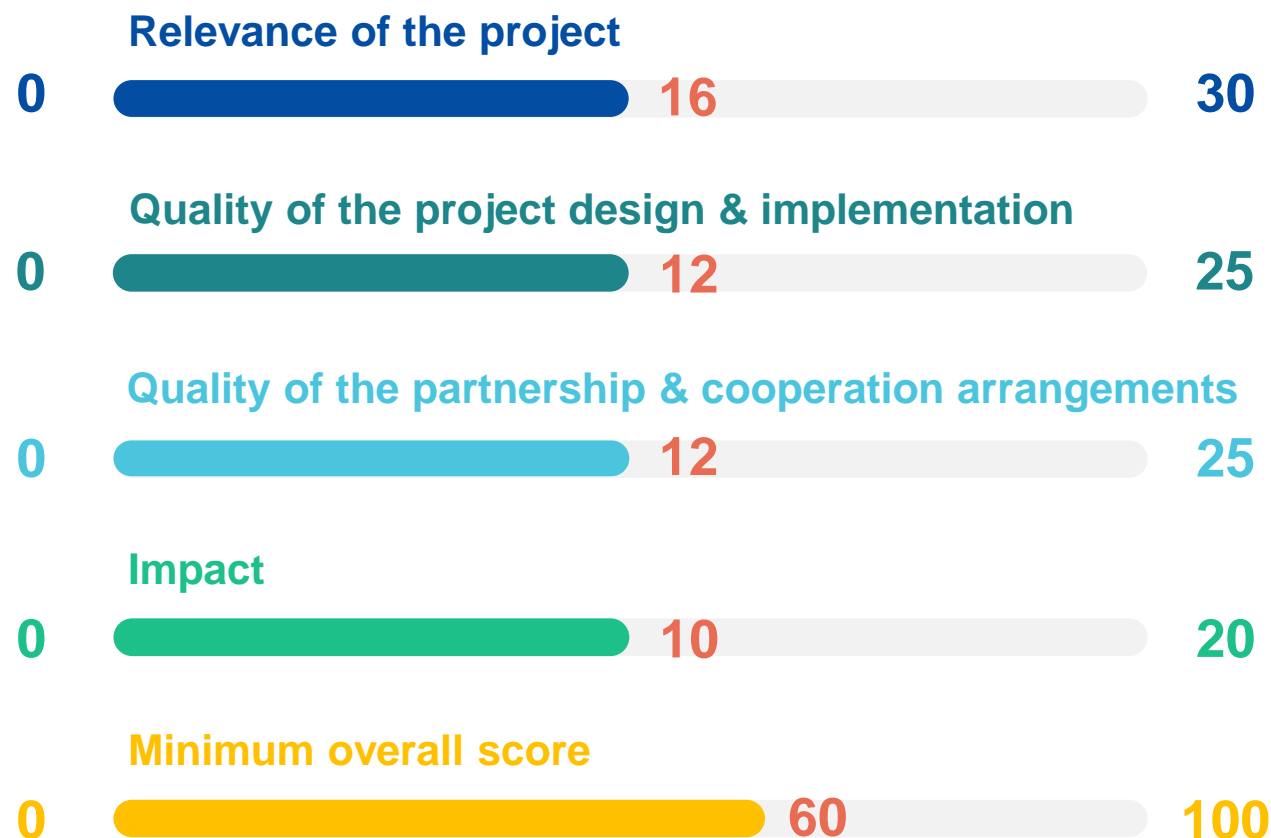 Relevance of the project
0 16 30
Quality of the project design & implementation
0 12 25
Quality of the partnership & cooperation arrangements
0 12 25
Impact
0 10 20
Minimum overall score
0 60 100